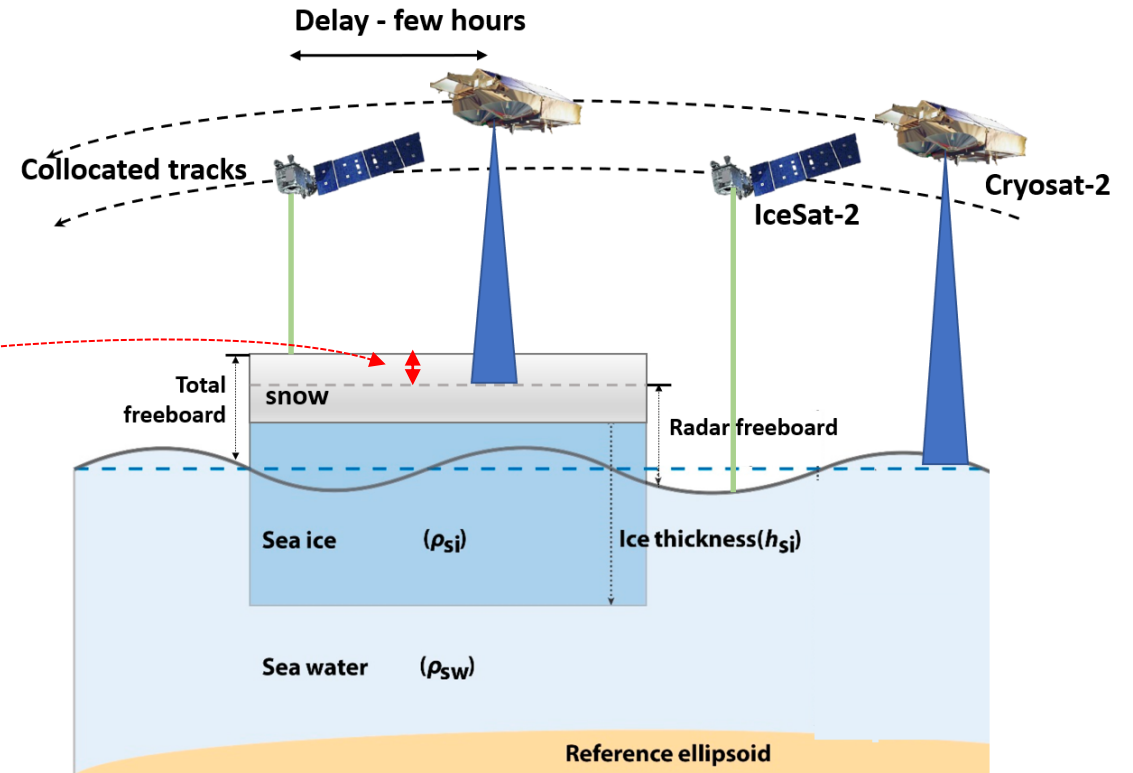 Delay - few hours
Collocated tracks
Cryosat-2
IceSat-2
Total
freeboard
snow
Radar freeboard
Sea ice (ρsi)
Ice thickness(hsi)
Sea water (ρsw)
Reference ellipsoid